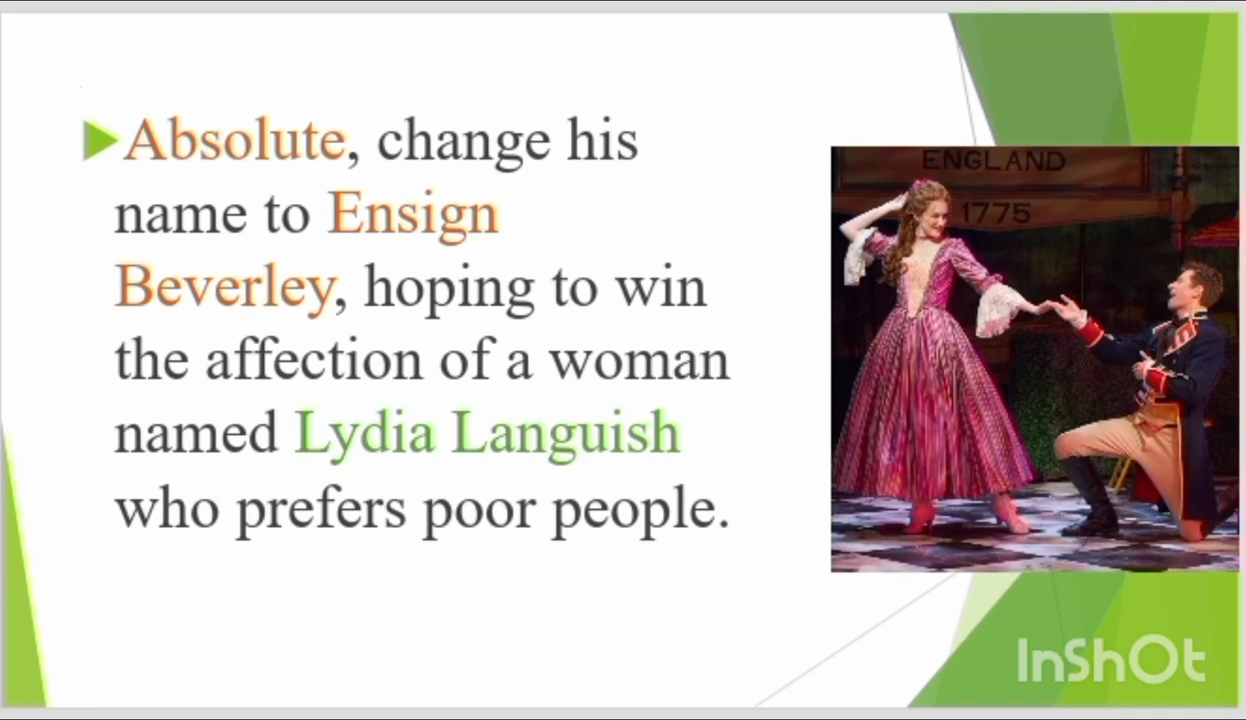 Absolute, change his
name to Ensign
Beverley, hoping to win
the affection of a woman
named Lydia Languish
who prefers poor people.
ENGLAND
1775
InShOt